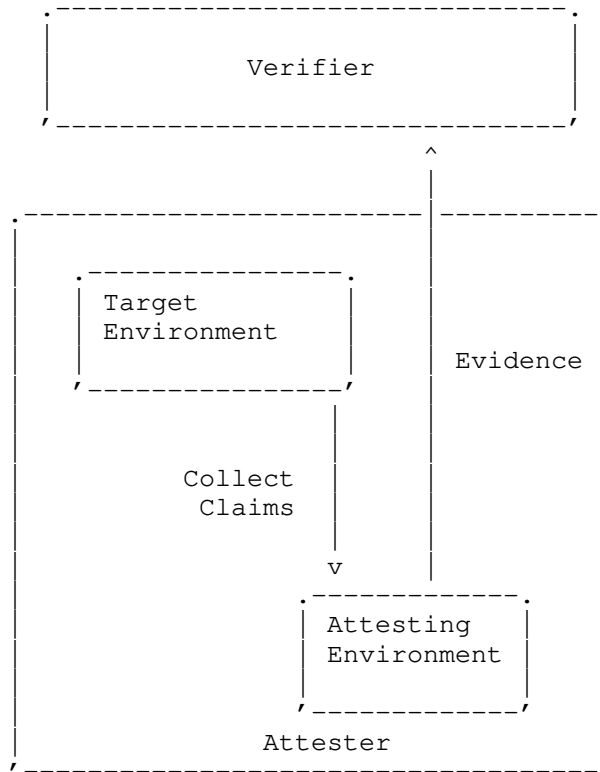 Verifier
Target
Environment
Evidence
Collect
Claims
Attesting
Environment
Attester